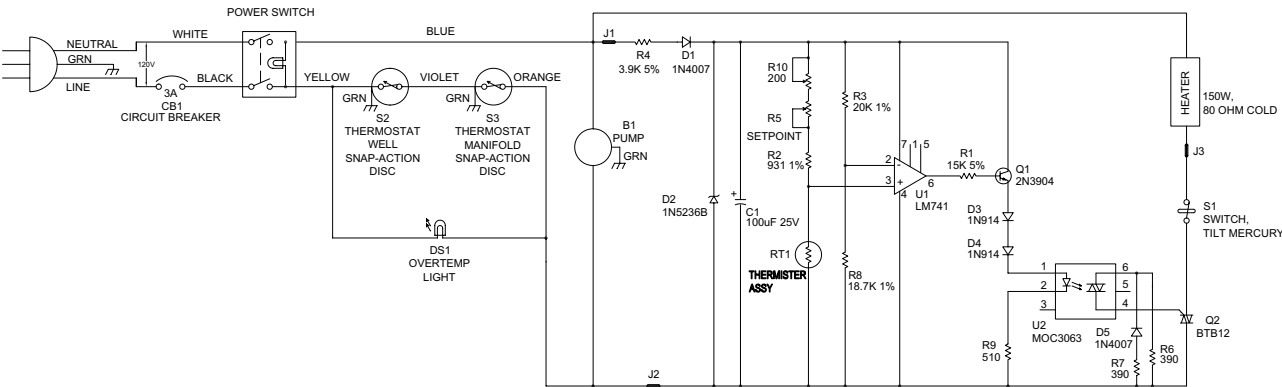 POWER SWITCH
NEUTRAL
GRN
LINE
120V
WHITE
BLACK
3A
CB1
CIRCUIT BREAKER
BLUE
YELLOW
VIOLET
ORANGE
GRN
S2
THERMOSTAT
WELL
SNAP-ACTION
DISC
GRN
S3
THERMOSTAT
MANIFOLD
SNAP-ACTION
DISC
DS1
OVERTEMP
LIGHT
B1
PUMP
GRN
J1
R4
3.9K 5%
D1
1N4007
D2
1N5236B
+
C1
100uF 25V
R10
200
R5
SETPOINT
R2
931 1%
RT1
THERMISTER
ASSY
R3
20K 1%
R8
18.7K 1%
7 1 5
2
-
3
+
4
6
U1
LM741
R1
15K 5%
Q1
2N3904
D3
1N914
D4
1N914
1
2
3
6
5
4
U2
MOC3063
R9
510
D5
1N4007
R7
390
R6
390
Q2
BTB12
HEATER
150W,
80 OHM COLD
J3
S1
SWITCH,
TILT MERCURY
J2